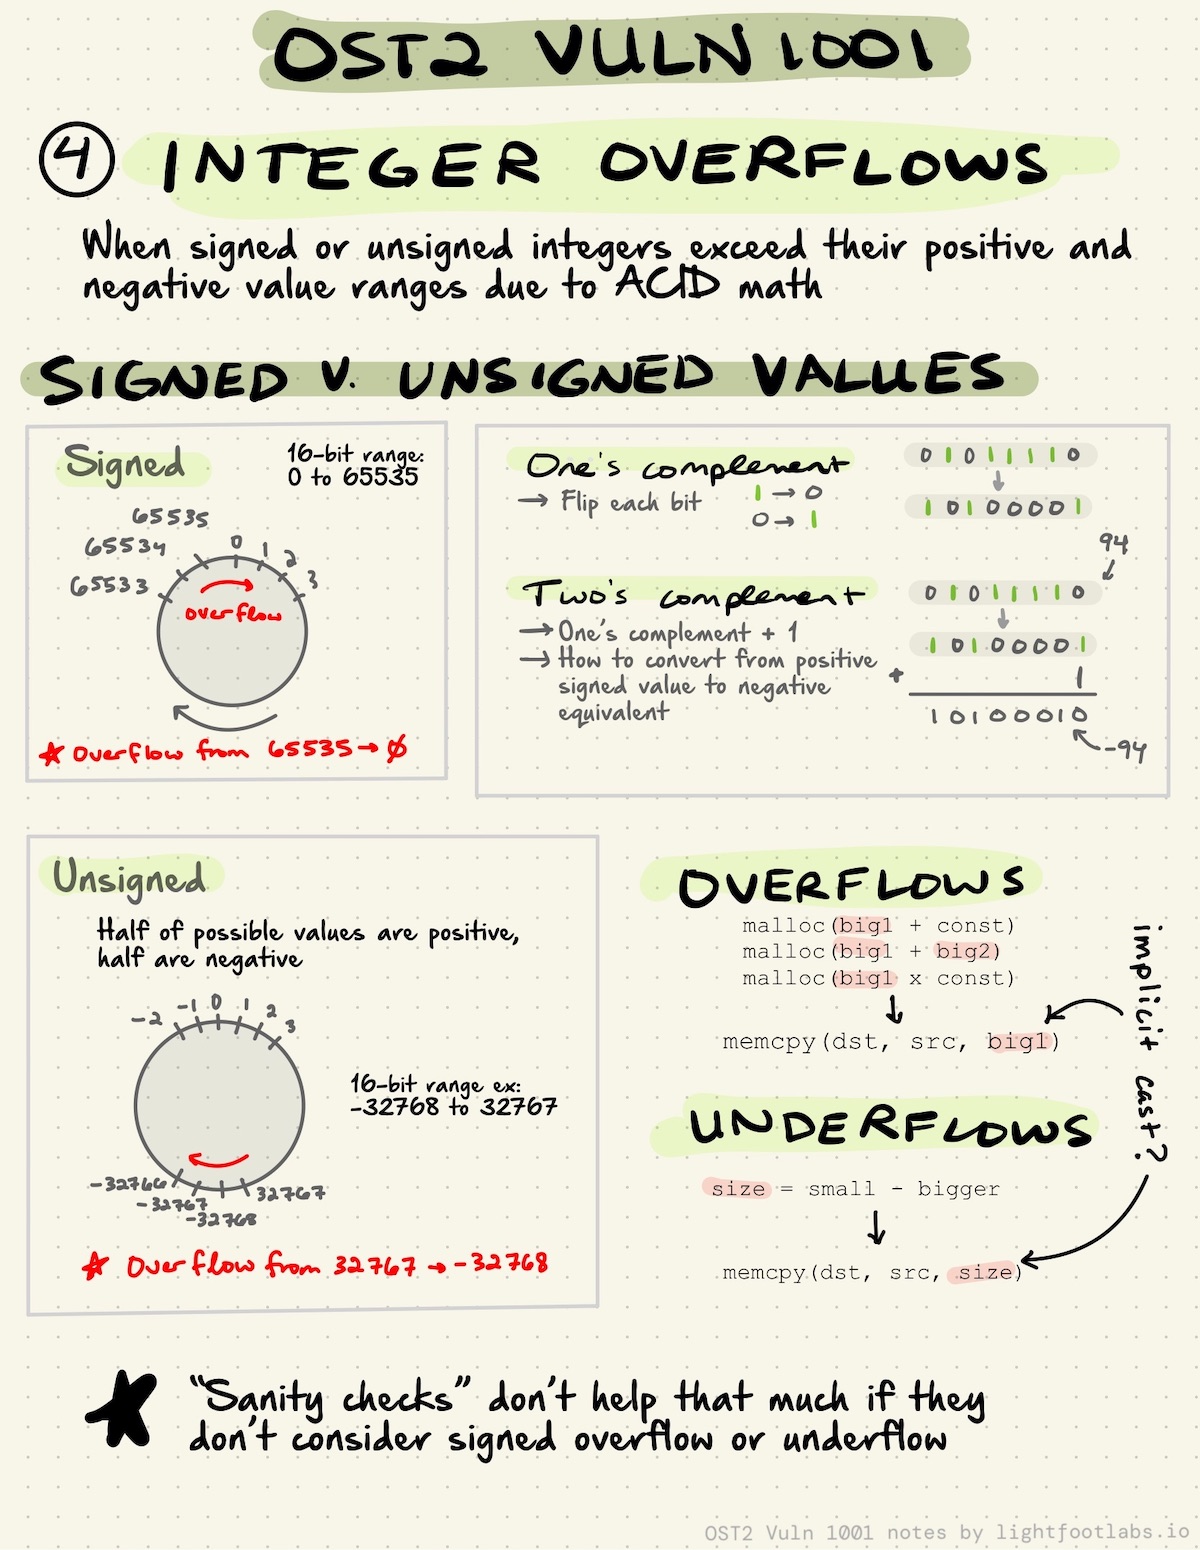 OST2 VULN 1001
4 INTEGER OVERFLOWS
When signed or unsigned integers exceed their positive and
negative value ranges due to ACID math
SIGNED V. UNSIGNED VALUES
Signed
16-bit range:
0 to 65535
65535
65534
65533
0 1 2 3
overflow
★ Overflow from 65535 → 0
One's complement
→ Flip each bit
1 → 0
0 → 1
0 1 0 1 1 1 1 0
1 0 1 0 0 0 0 1
Two's complement
→ One's complement + 1
→ How to convert from positive
signed value to negative
equivalent
94
0 1 0 1 1 1 1 0
1 0 1 0 0 0 0 1
+ 1
1 0 1 0 0 0 1 0
-94
Unsigned
Half of possible values are positive,
half are negative
-2 -1 0 1 2 3
16-bit range ex:
-32768 to 32767
-32766
-32767
-32768
32767
★ Overflow from 32767 → -32768
OVERFLOWS
malloc(big1 + const)
malloc(big1 + big2)
malloc(big1 x const)
memcpy(dst, src, big1)
implicit cast?
UNDERFLOWS
size = small - bigger
memcpy(dst, src, size)
★ "Sanity checks" don't help that much if they
don't consider signed overflow or underflow
OST2 Vuln 1001 notes by lightfootlabs.io